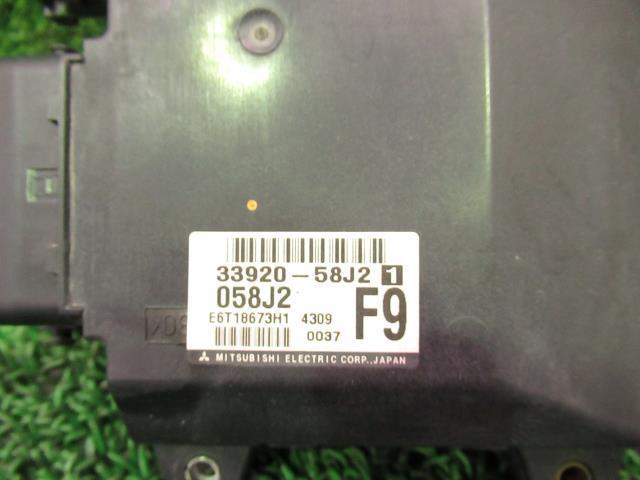 33920-58J2 1
058J2
F9
E6T18673H1 4309
0037
MITSUBISHI ELECTRIC CORP., JAPAN